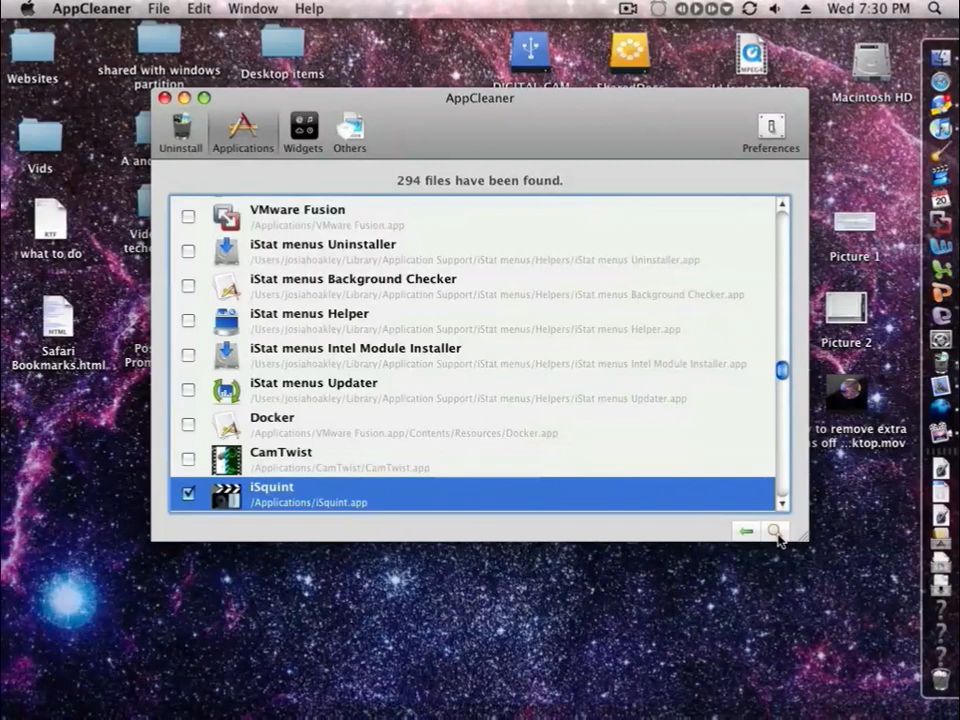 AppCleaner File Edit Window Help Wed 7:30 PM
Websites
shared with windows
partition
Desktop items
DIGITAL CAM
Macintosh HD
AppCleaner
Uninstall Applications Widgets Others Preferences
Vids
A and
294 files have been found.
VMware Fusion
/Applications/VMware Fusion.app
what to do
iStat menus Uninstaller
/Users/josiahoakley/Library/Application Support/iStat menus/Helpers/iStat menus Uninstaller.app
Picture 1
iStat menus Background Checker
/Users/josiahoakley/Library/Application Support/iStat menus/Helpers/iStat menus Background Checker.app
iStat menus Helper
/Users/josiahoakley/Library/Application Support/iStat menus/Helpers/iStat menus Helper.app
Picture 2
Safari
Bookmarks.html
iStat menus Intel Module Installer
/Users/josiahoakley/Library/Application Support/iStat menus/Helpers/iStat menus Intel Module Installer.app
iStat menus Updater
/Users/josiahoakley/Library/Application Support/iStat menus/Helpers/iStat menus Updater.app
Docker
/Applications/VMware Fusion.app/Contents/Resources/Docker.app
to remove extra
ns off ...ktop.mov
CamTwist
/Applications/CamTwist/CamTwist.app
iSquint
/Applications/iSquint.app